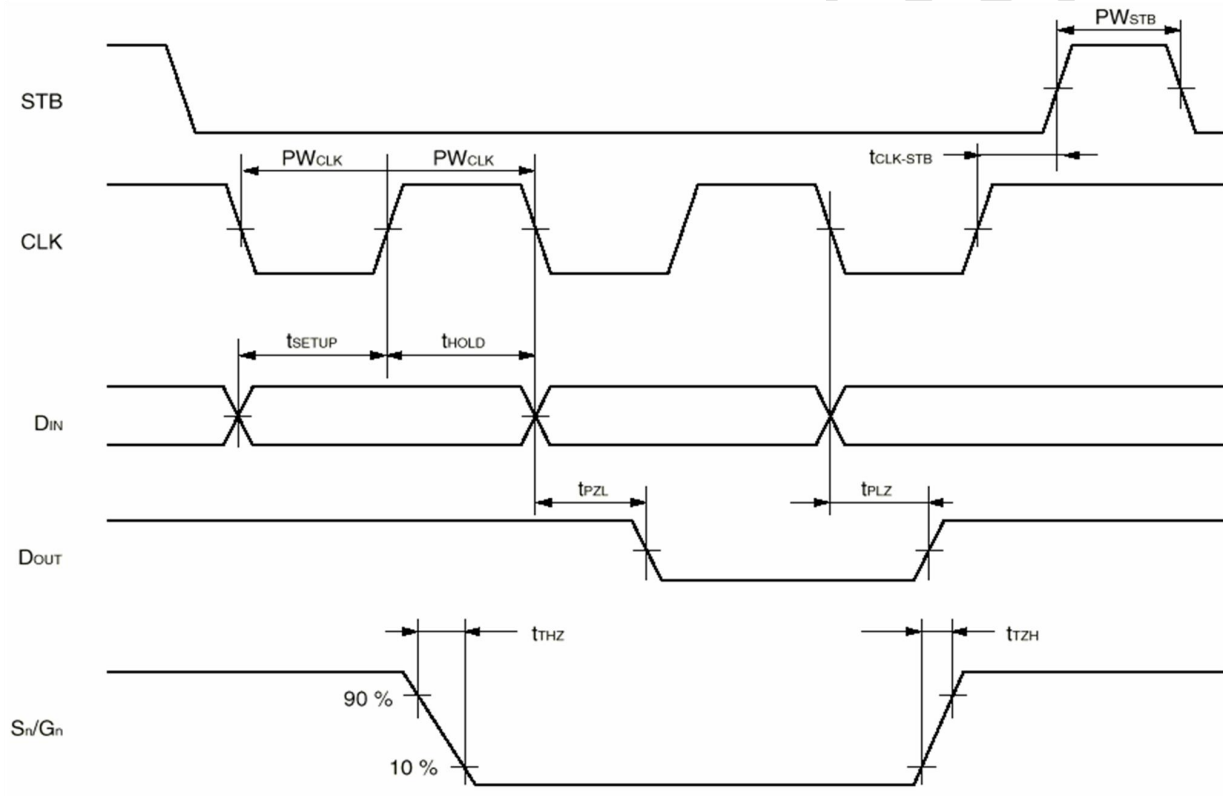 PWSTB
STB
tCLK-STB
PWCLK PWCLK
CLK
tSETUP tHOLD
DIN
tPZL tPLZ
DOUT
tTHZ tTZH
90 %
Sn/Gn
10 %